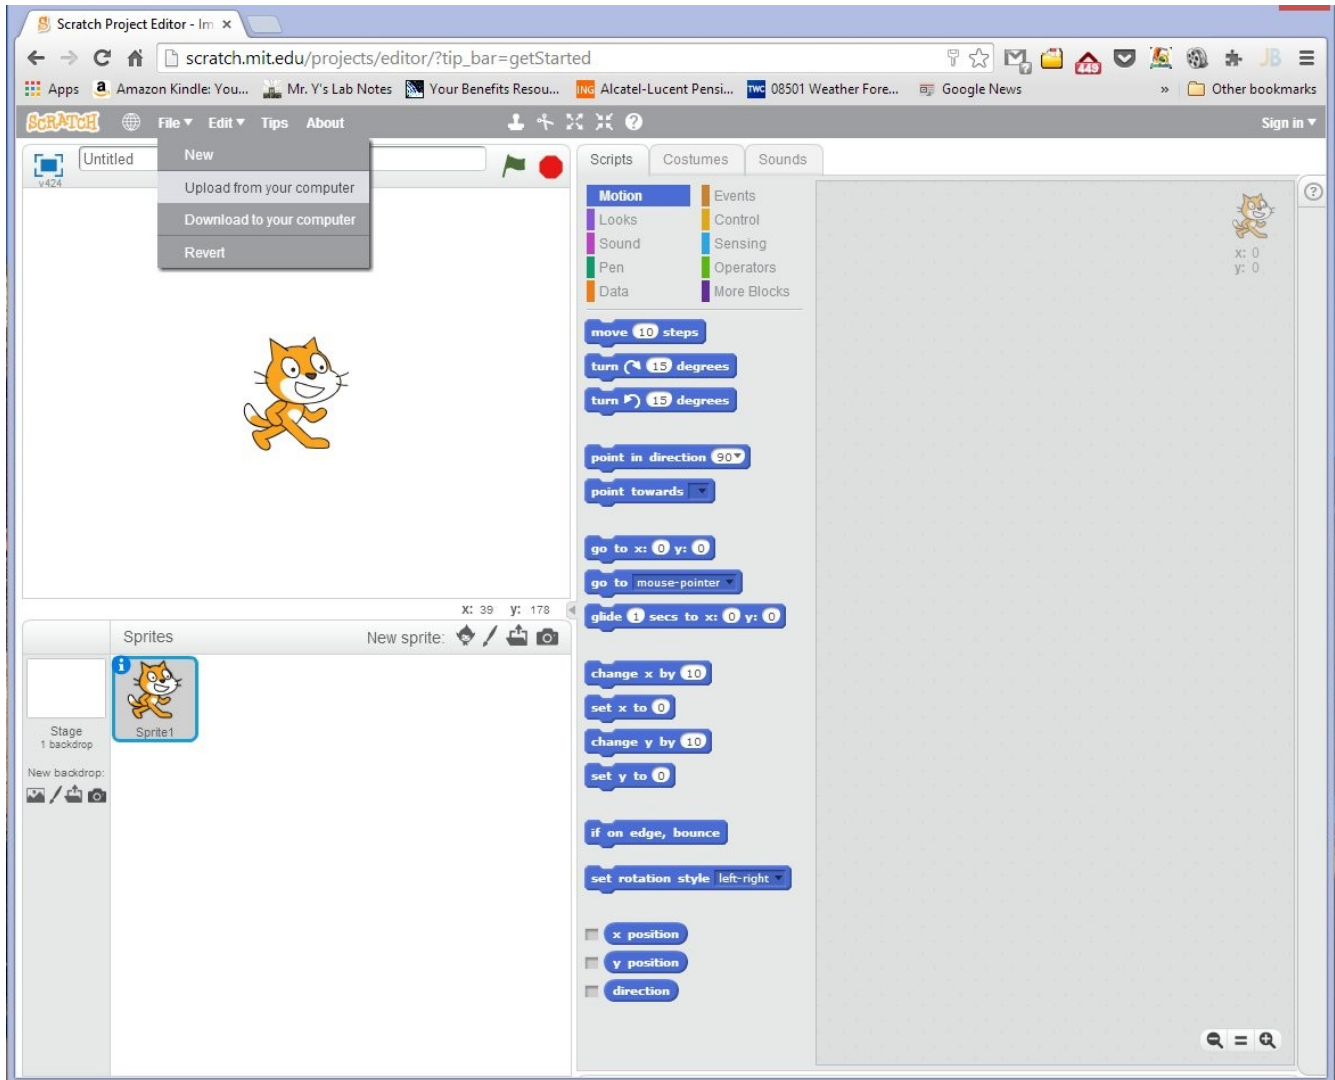 Scratch Project Editor - Im
scratch.mit.edu/projects/editor/?tip_bar=getStarted
449 JB
Apps a Amazon Kindle: You... Mr. Y's Lab Notes Your Benefits Resou... ING Alcatel-Lucent Pensi... TWC 08501 Weather Fore... Google News » Other bookmarks
SCRATCH File Edit Tips About Sign in
Untitled
v424
New
Upload from your computer
Download to your computer
Revert
X: 39 y: 178
Sprites New sprite:
Sprite1
Stage
1 backdrop
New backdrop:
Scripts Costumes Sounds
Motion Events
Looks Control
Sound Sensing
Pen Operators
Data More Blocks
move 10 steps
turn 15 degrees
turn 15 degrees
point in direction 90
point towards
go to x: 0 y: 0
go to mouse-pointer
glide 1 secs to x: 0 y: 0
change x by 10
set x to 0
change y by 10
set y to 0
if on edge, bounce
set rotation style left-right
x position
y position
direction
x: 0
y: 0